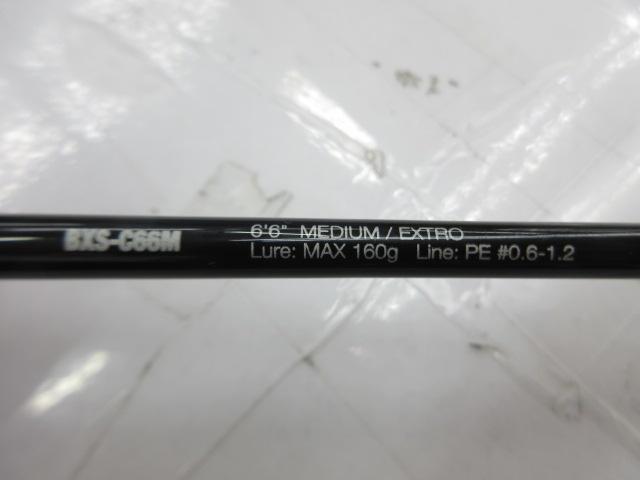 BXS-C66M
6'6" MEDIUM / EXTRO
Lure: MAX 160g Line: PE #0.6-1.2